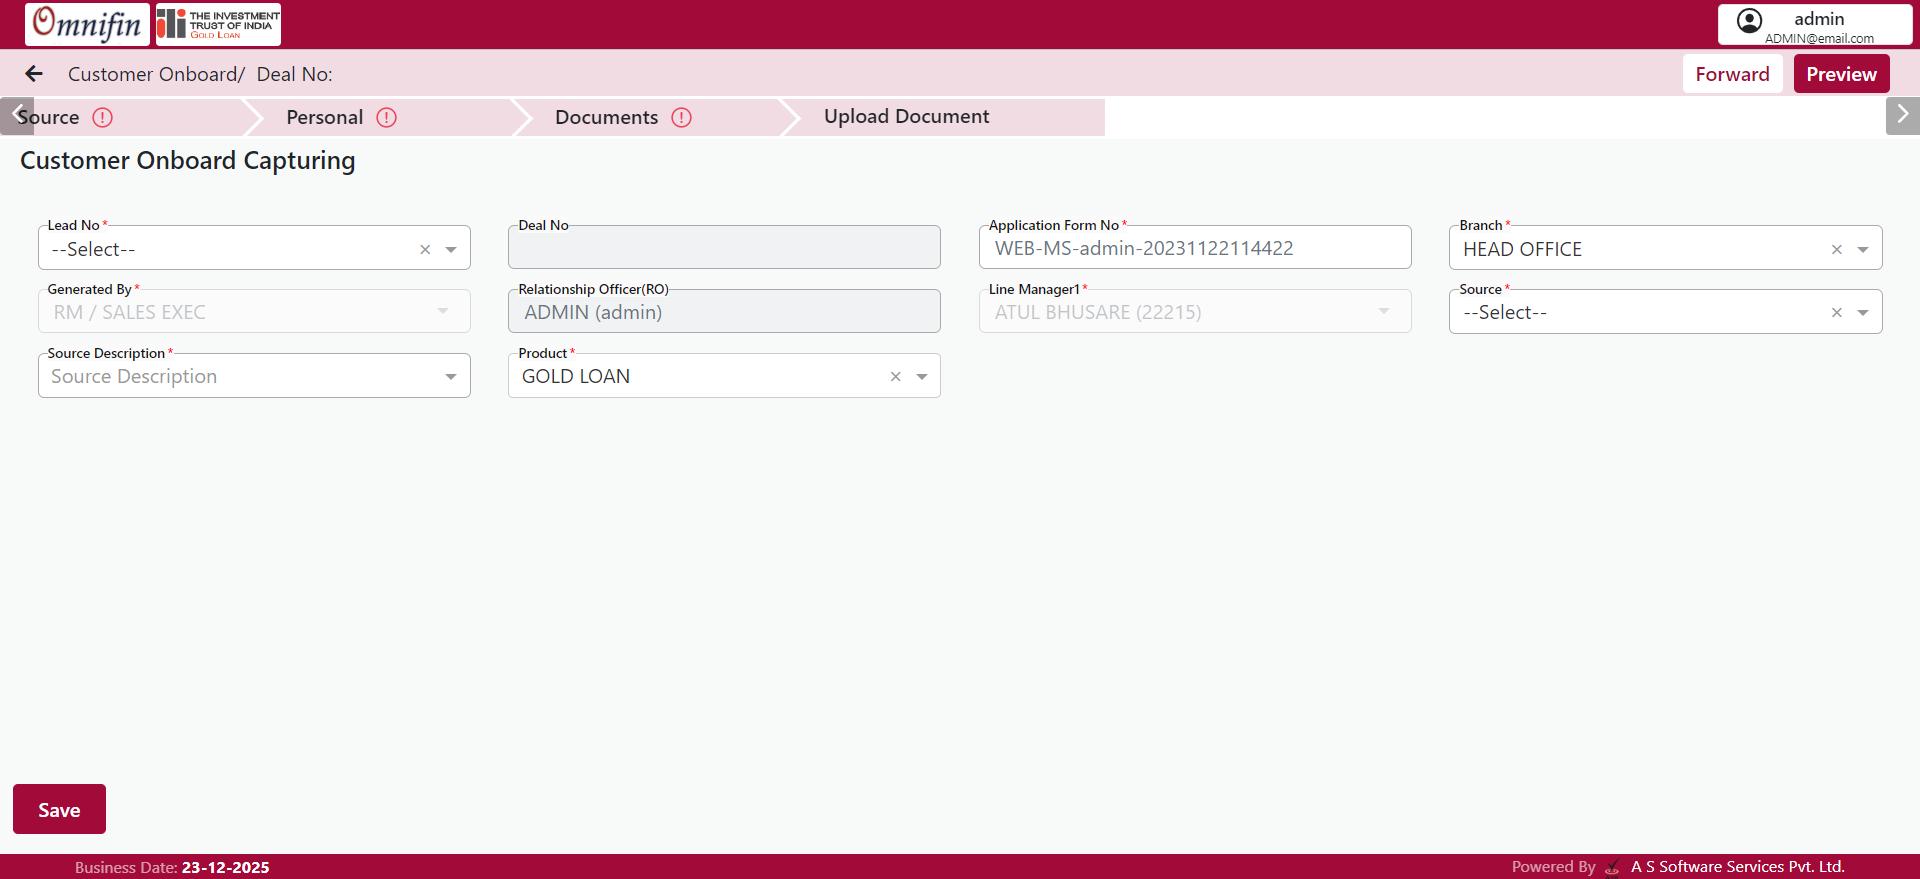 Omnifin
THE INVESTMENT
TRUST OF INDIA
GOLD LOAN
admin
ADMIN@email.com
Customer Onboard/ Deal No:
Forward
Preview
Source
Personal
Documents
Upload Document
Customer Onboard Capturing
Lead No *
--Select--
Deal No
Application Form No *
WEB-MS-admin-20231122114422
Branch *
HEAD OFFICE
Generated By *
RM / SALES EXEC
Relationship Officer(RO)
ADMIN (admin)
Line Manager1 *
ATUL BHUSARE (22215)
Source *
--Select--
Source Description *
Source Description
Product *
GOLD LOAN
Save
Business Date: 23-12-2025
Powered By A S Software Services Pvt. Ltd.